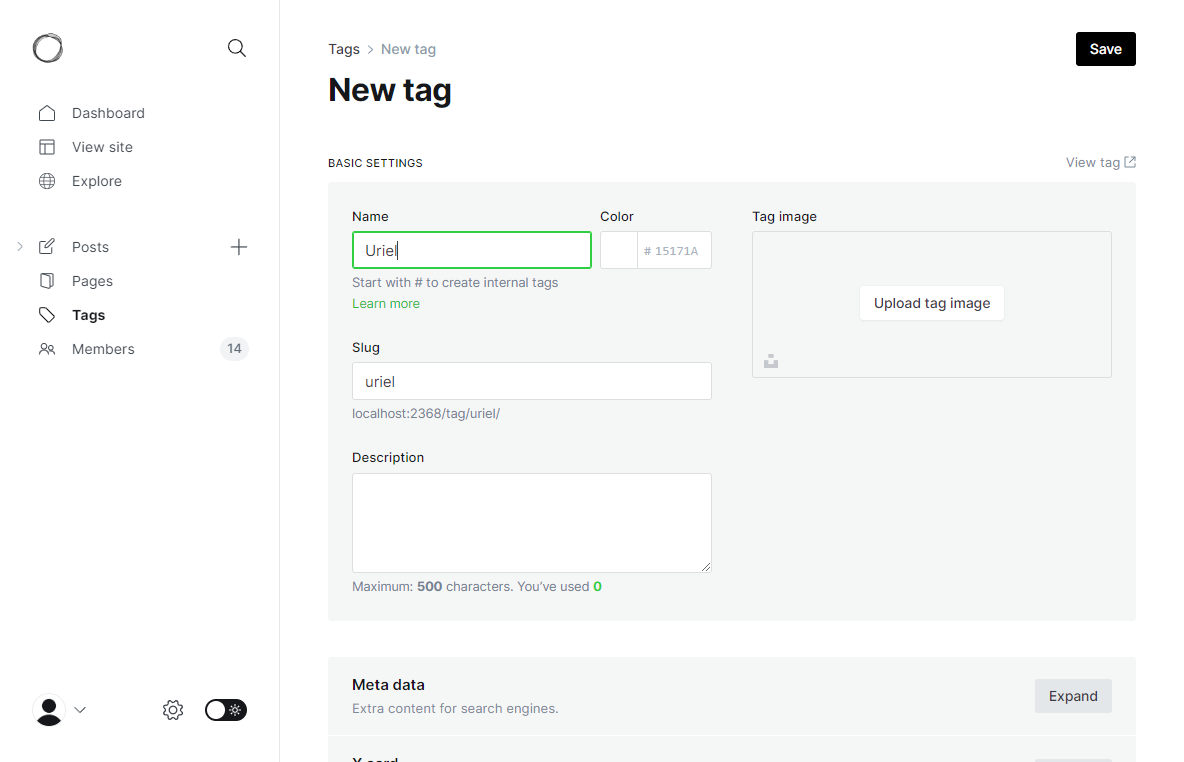 Dashboard
View site
Explore
Posts
Pages
Tags
Members 14
Tags > New tag
Save
New tag
BASIC SETTINGS
View tag
Name
Uriel
Start with # to create internal tags
Learn more
Color
# 15171A
Slug
uriel
localhost:2368/tag/uriel/
Description
Maximum: 500 characters. You've used 0
Tag image
Upload tag image
Meta data
Extra content for search engines.
Expand
X card